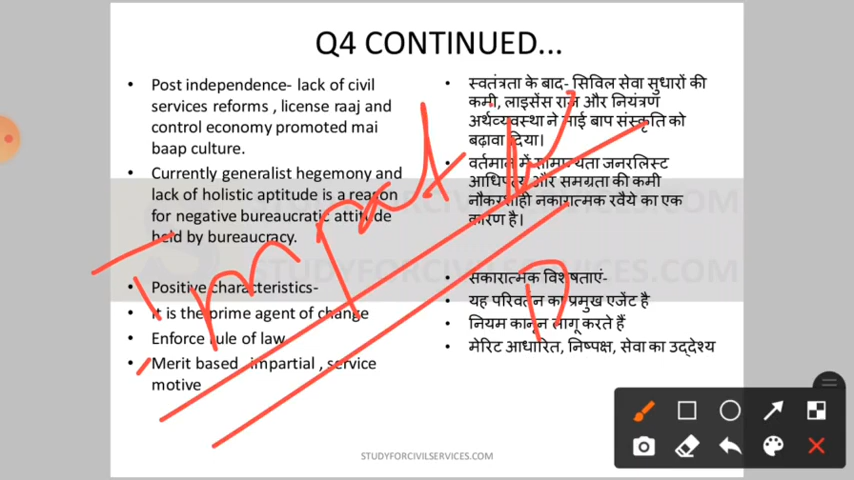 Q4 CONTINUED...
• Post independence- lack of civil
services reforms , license raaj and
control economy promoted mai
baap culture.
• Currently generalist hegemony and
lack of holistic aptitude is a reason
for negative bureaucratic attitude
held by bureaucracy.
Positive characteristics-
• It is the prime agent of change
• Enforce rule of law
• Merit based , impartial , service
motive
• स्वतंत्रता के बाद- सिविल सेवा सुधारों की
कमी, लाइसेंस राज और नियंत्रण
अर्थव्यवस्था ने माई बाप संस्कृति को
बढ़ावा दिया।
• वर्तमान में सामान्यता जनरलिस्ट
आधिपत्य और समग्रता की कमी
नौकरशाही नकारात्मक रवैये का एक
कारण है।
• सकारात्मक विशेषताएं-
• यह परिवर्तन का प्रमुख एजेंट है
• नियम कानून लागू करते हैं
• मेरिट आधारित, निष्पक्ष, सेवा का उद्देश्य
STUDYFORCIVILSERVICES.COM
STUDYFORCIVILSERVICES.COM
STUDYFORCIVILSERVICES.COM